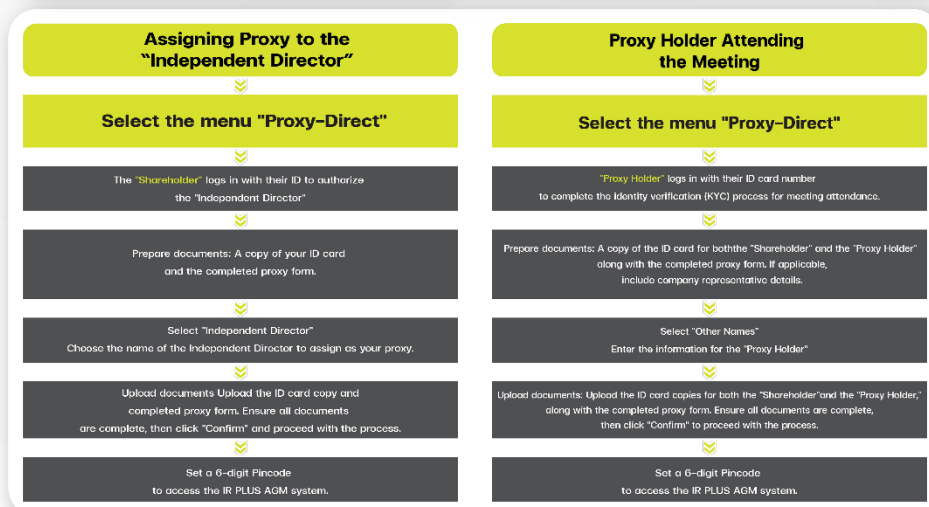 Assigning Proxy to the
“Independent Director”
Select the menu "Proxy-Direct"
The "Shareholder" logs in with their ID to authorize
the "Independent Director"
Prepare documents: A copy of your ID card
and the completed proxy form.
Select "Independent Director"
Choose the name of the Independent Director to assign as your proxy.
Upload documents Upload the ID card copy and
completed proxy form. Ensure all documents
are complete, then click "Confirm" and proceed with the process.
Set a 6-digit Pincode
to access the IR PLUS AGM system.
Proxy Holder Attending
the Meeting
Select the menu "Proxy-Direct"
"Proxy Holder" logs in with their ID card number
to complete the identity verification (KYC) process for meeting attendance.
Prepare documents: A copy of the ID card for boththe "Shareholder" and the "Proxy Holder"
along with the completed proxy form. If applicable,
include company representative details.
Select "Other Names"
Enter the information for the "Proxy Holder"
Upload documents: Upload the ID card copies for both the "Shareholder"and the "Proxy Holder,"
along with the completed proxy form. Ensure all documents are complete,
then click "Confirm" to proceed with the process.
Set a 6-digit Pincode
to access the IR PLUS AGM system.